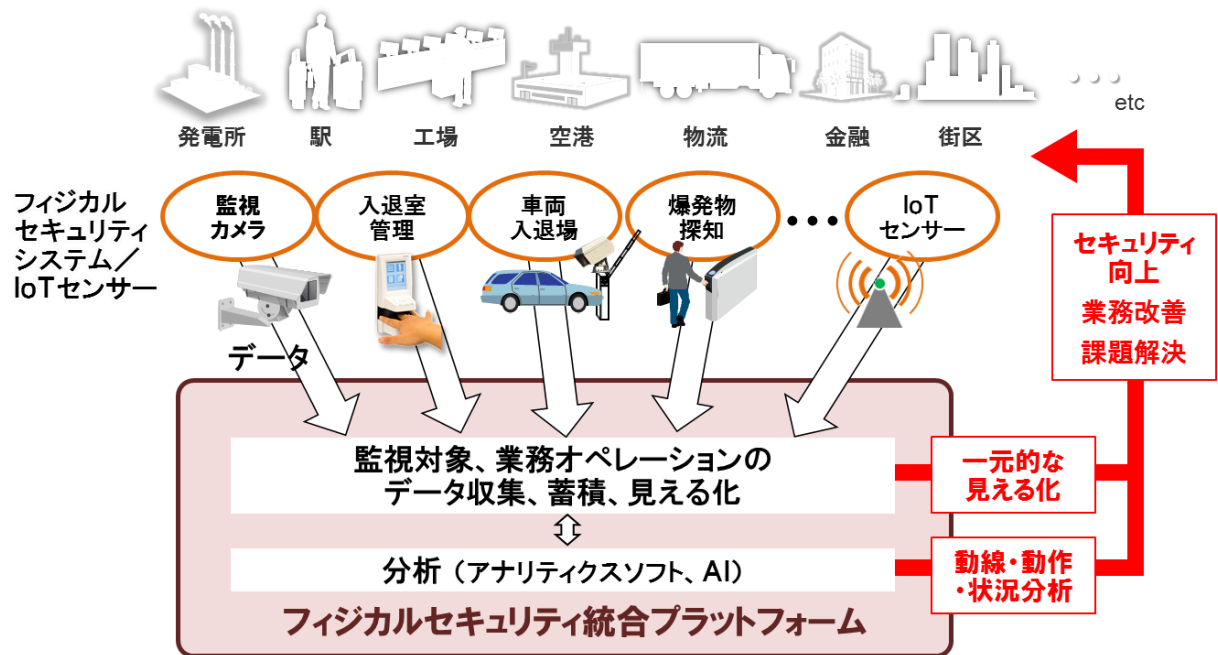 etc
発電所
駅
工場
空港
物流
金融
街区
フィジカル
セキュリティ
システム／
IoTセンサー
監視
カメラ
入退室
管理
車両
入退場
爆発物
探知
IoT
センサー
データ
セキュリティ
向上
業務改善
課題解決
監視対象、業務オペレーションの
データ収集、蓄積、見える化
一元的な
見える化
分析（アナリティクスソフト、AI）
動線・動作
・状況分析
フィジカルセキュリティ統合プラットフォーム